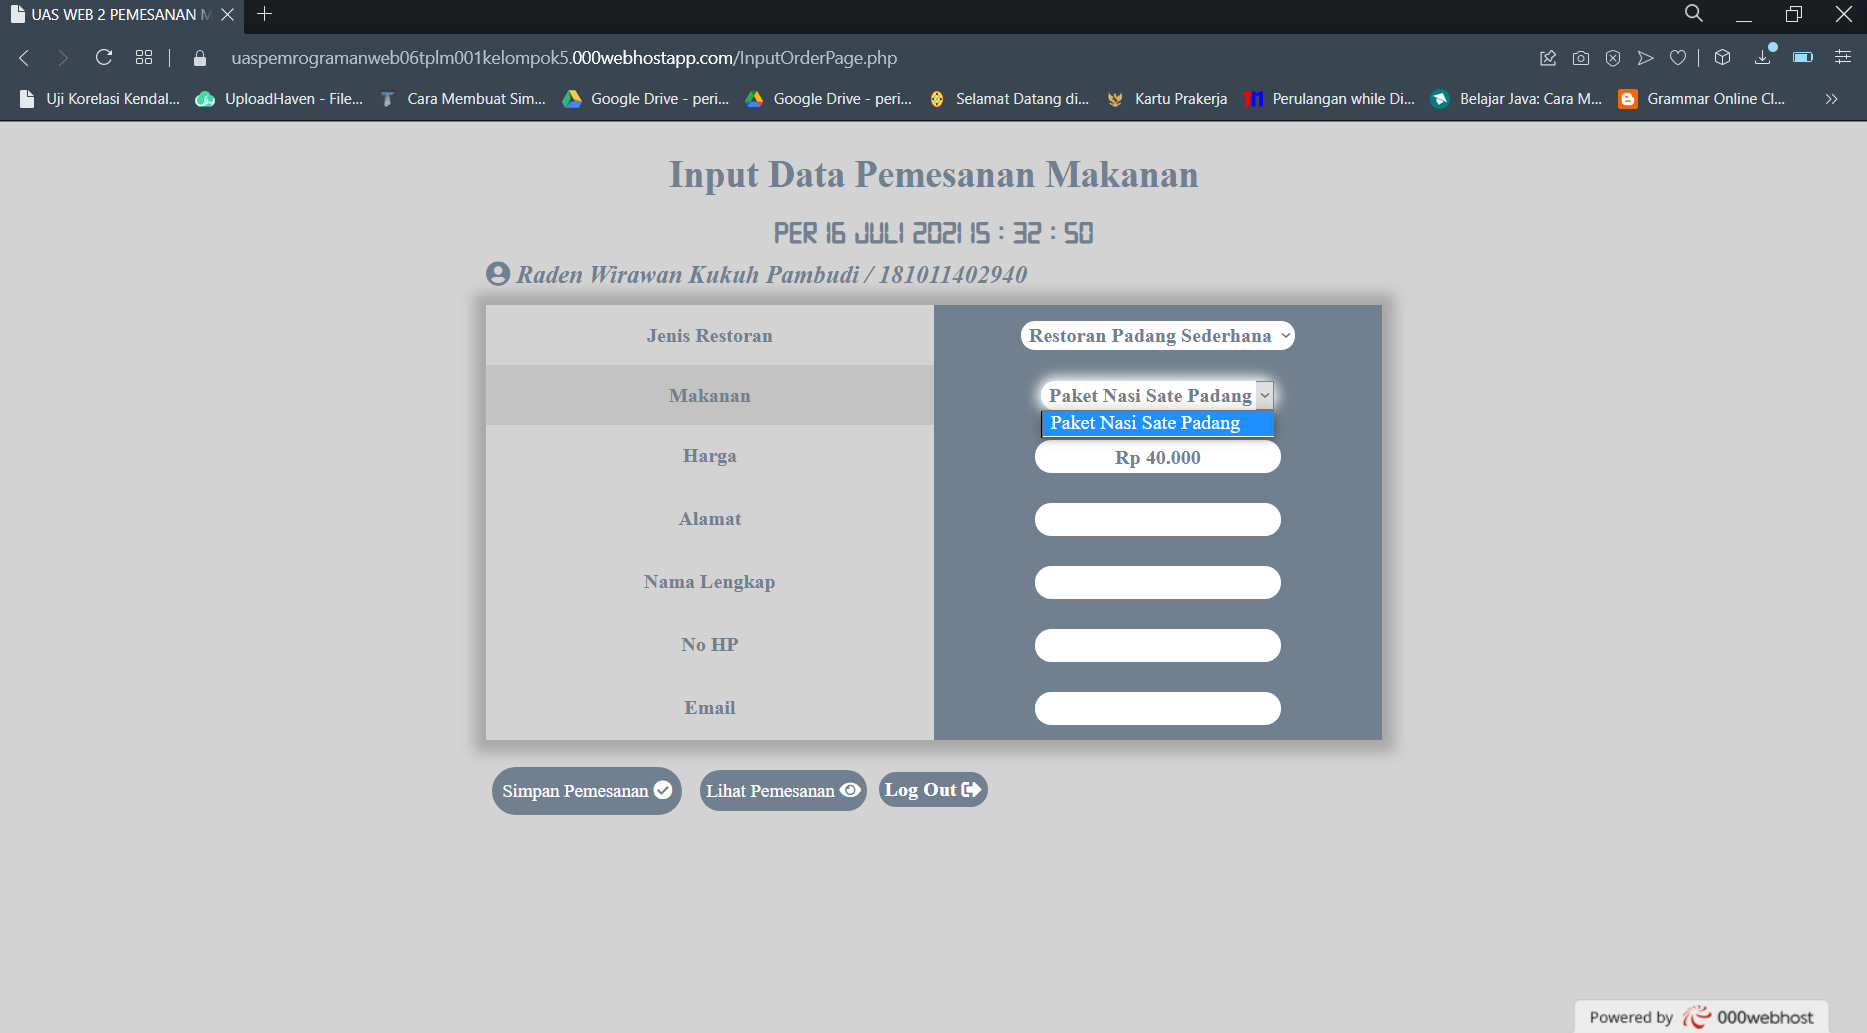 UAS WEB 2 PEMESANAN M
uaspemrogramanweb06tplm001kelompok5.000webhostapp.com/InputOrderPage.php
Uji Korelasi Kendal... UploadHaven - File... Cara Membuat Sim... Google Drive - peri... Google Drive - peri... Selamat Datang di... Kartu Prakerja Perulangan while Di... Belajar Java: Cara M... Grammar Online Cl...
Input Data Pemesanan Makanan
PER 16 JULI 2021 15 : 32 : 50
Raden Wirawan Kukuh Pambudi / 181011402940
Jenis Restoran Restoran Padang Sederhana
Makanan Paket Nasi Sate Padang
Paket Nasi Sate Padang
Harga Rp 40.000
Alamat
Nama Lengkap
No HP
Email
Simpan Pemesanan Lihat Pemesanan Log Out
Powered by 000webhost